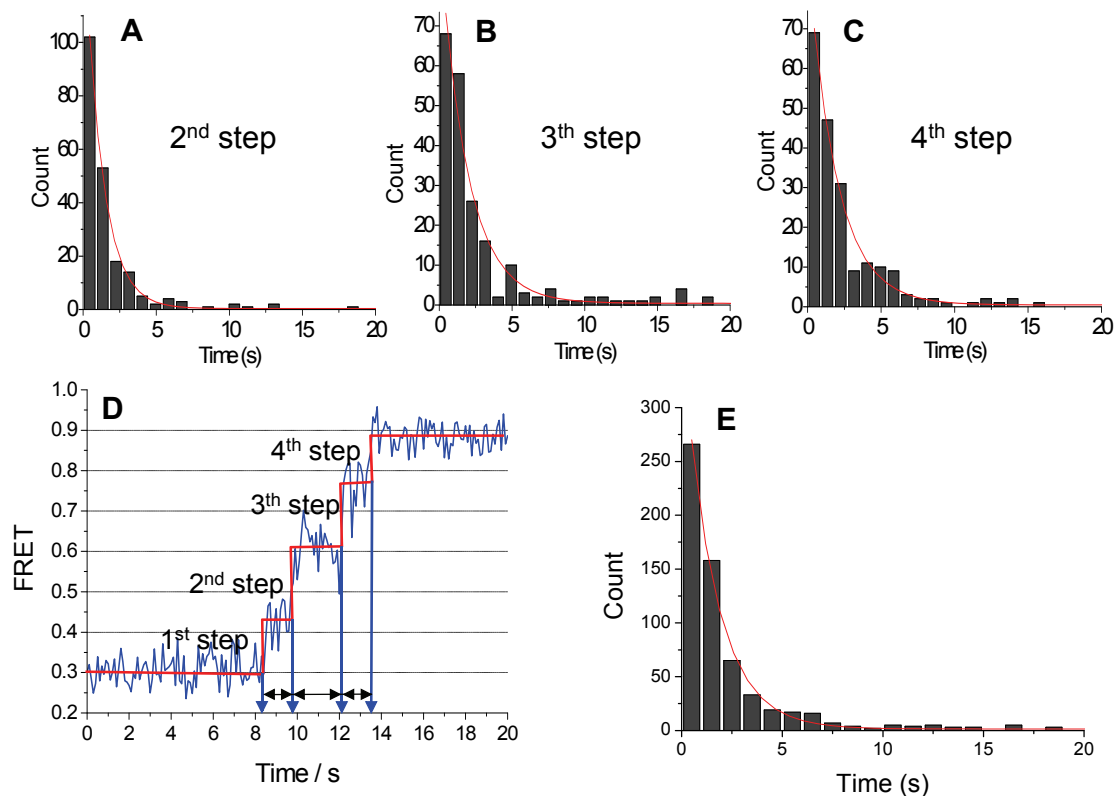 A
2nd step
Count
100
80
60
40
20
0
0 5 10 15 20
Time (s)
B
3th step
Count
70
60
50
40
30
20
10
0
0 5 10 15 20
Time (s)
C
4th step
Count
70
60
50
40
30
20
10
0
0 5 10 15 20
Time (s)
D
FRET
1.0
0.9
0.8
0.7
0.6
0.5
0.4
0.3
0.2
4th step
3th step
2nd step
1st step
0 2 4 6 8 10 12 14 16 18 20
Time / s
E
Count
300
250
200
150
100
50
0
0 5 10 15 20
Time (s)